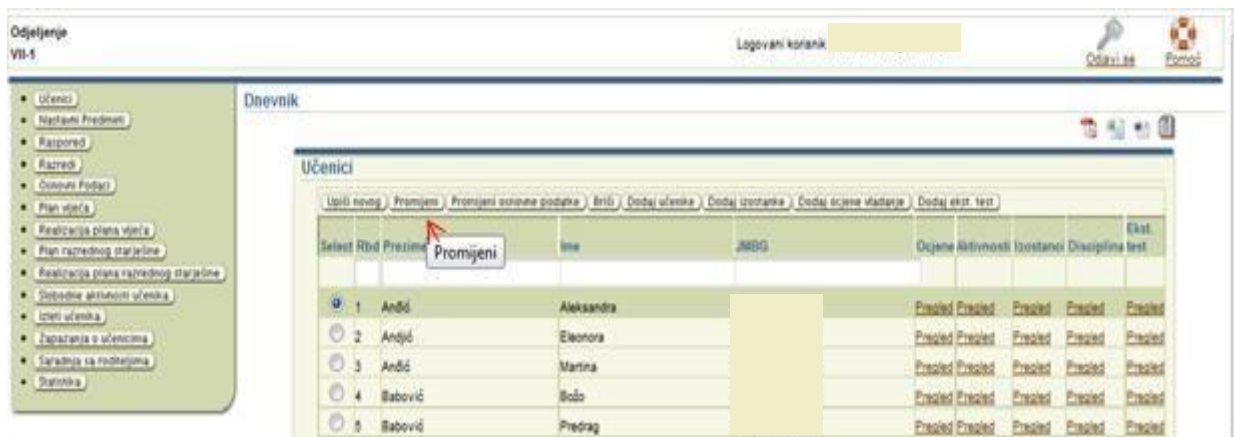 Odjeljenje
VII-1
Logovani korisnik
Odjavi se
Pomoć
Učenici
Nastavni Predmeti
Raspored
Razredi
Osnovni Podaci
Plan vijeća
Realizacija plana vijeća
Plan razrednog starješine
Realizacija plana razrednog starješine
Slobodne aktivnosti učenika
Izleti učenika
Zapažanja o učenicima
Saradnja sa roditeljima
Statistika
Dnevnik
Učenici
Upiši novog Promijeni Promijeni osnovne podatke Briši Dodaj učenike Dodaj izostanke Dodaj ocjene vladanje Dodaj ekst. test
Select Rbd Prezime Ime JMBG Ocjene Aktivnosti Izostanci Disciplina Ekst. test
Promijeni
1 Anđić Aleksandra Pregled Pregled Pregled Pregled Pregled
2 Andjić Eleonora Pregled Pregled Pregled Pregled Pregled
3 Anđić Martina Pregled Pregled Pregled Pregled Pregled
4 Babović Božo Pregled Pregled Pregled Pregled Pregled
5 Babović Predrag Pregled Pregled Pregled Pregled Pregled